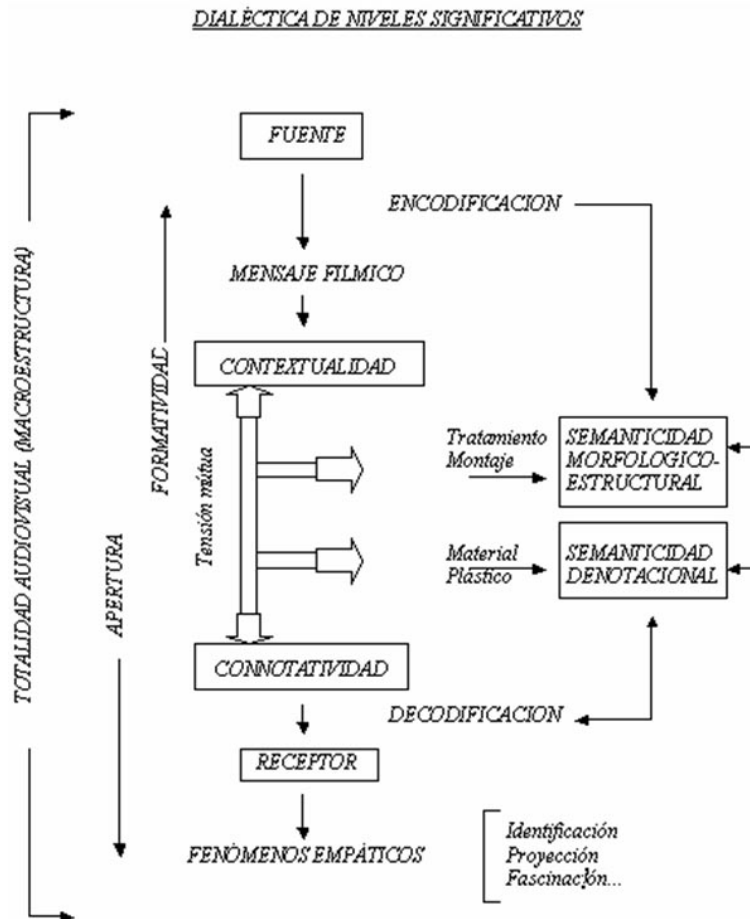 DIALÉCTICA DE NIVELES SIGNIFICATIVOS
FUENTE
ENCODIFICACION
MENSAJE FILMICO
CONTEXTUALIDAD
TOTALIDAD AUDIOVISUAL (MACROESTRUCTURA)
FORMATIVIDAD
APERTURA
Tensión mútua
Tratamiento
Montaje
SEMANTICIDAD
MORFOLOGICO-
ESTRUCTURAL
Material
Plástico
SEMANTICIDAD
DENOTACIONAL
CONNOTATIVIDAD
DECODIFICACION
RECEPTOR
FENÓMENOS EMPÁTICOS
Identificación
Proyección
Fascinación...